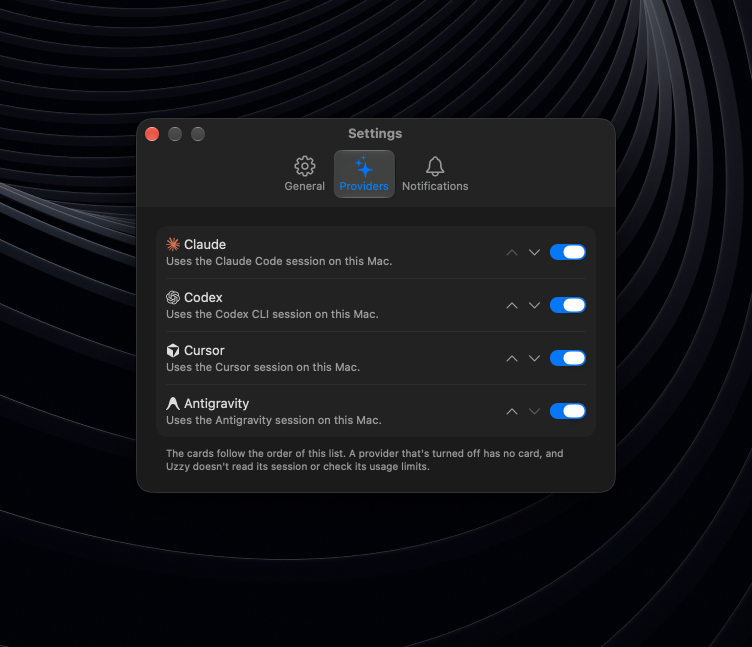 Settings
General
Providers
Notifications
Claude
Uses the Claude Code session on this Mac.
Codex
Uses the Codex CLI session on this Mac.
Cursor
Uses the Cursor session on this Mac.
Antigravity
Uses the Antigravity session on this Mac.
The cards follow the order of this list. A provider that's turned off has no card, and
Uzzy doesn't read its session or check its usage limits.